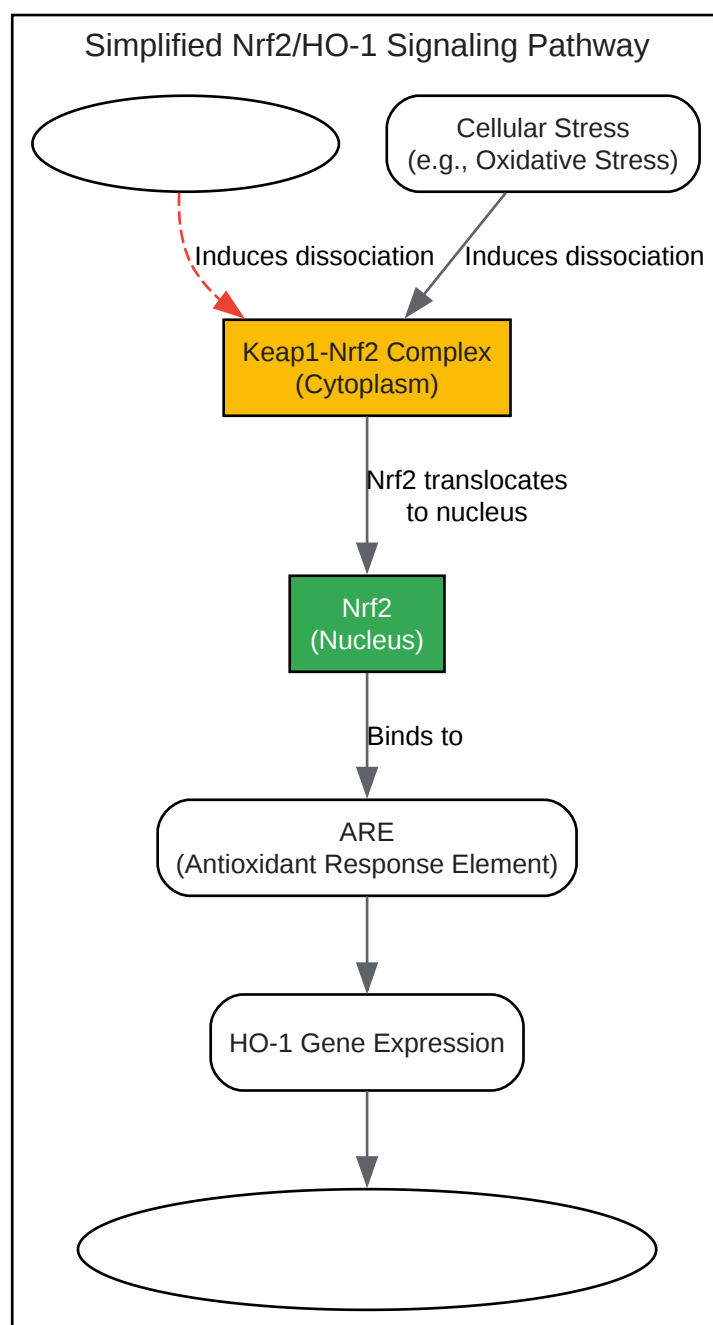 Simplified Nrf2/HO-1 Signaling Pathway
Cellular Stress
(e.g., Oxidative Stress)
Induces dissociation
Induces dissociation
Keap1-Nrf2 Complex
(Cytoplasm)
Nrf2 translocates
to nucleus
Nrf2
(Nucleus)
Binds to
ARE
(Antioxidant Response Element)
HO-1 Gene Expression